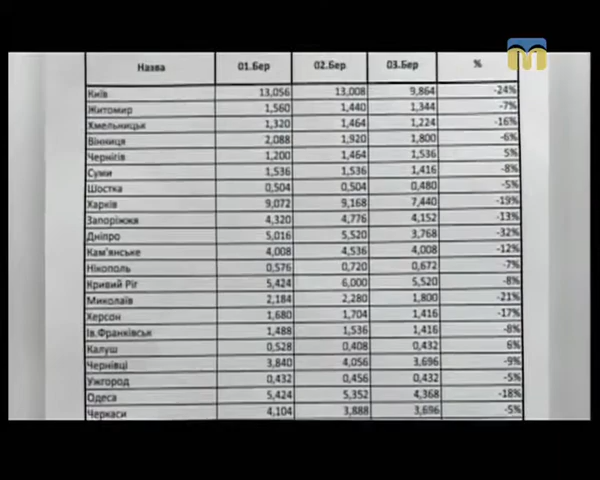 Назва 01.Бер 02.Бер 03.Бер %
Київ 13,056 13,008 9,864 -24%
Житомир 1,560 1,440 1,344 -7%
Хмельницьк 1,320 1,464 1,224 -16%
Вінниця 2,088 1,920 1,800 -6%
Чернігів 1,200 1,464 1,536 5%
Суми 1,536 1,536 1,416 -8%
Шостка 0,504 0,504 0,480 -5%
Харків 9,072 9,168 7,440 -19%
Запоріжжя 4,320 4,776 4,152 -13%
Дніпро 5,016 5,520 3,768 -32%
Кам'янське 4,008 4,536 4,008 -12%
Нікополь 0,576 0,720 0,672 -7%
Кривий Ріг 5,424 6,000 5,520 -8%
Миколаїв 2,184 2,280 1,800 -21%
Херсон 1,680 1,704 1,416 -17%
Ів.Франківськ 1,488 1,536 1,416 -8%
Калуш 0,528 0,408 0,432 6%
Чернівці 3,840 4,056 3,696 -9%
Ужгород 0,432 0,456 0,432 -5%
Одеса 5,424 5,352 4,368 -18%
Черкаси 4,104 3,888 3,696 -5%